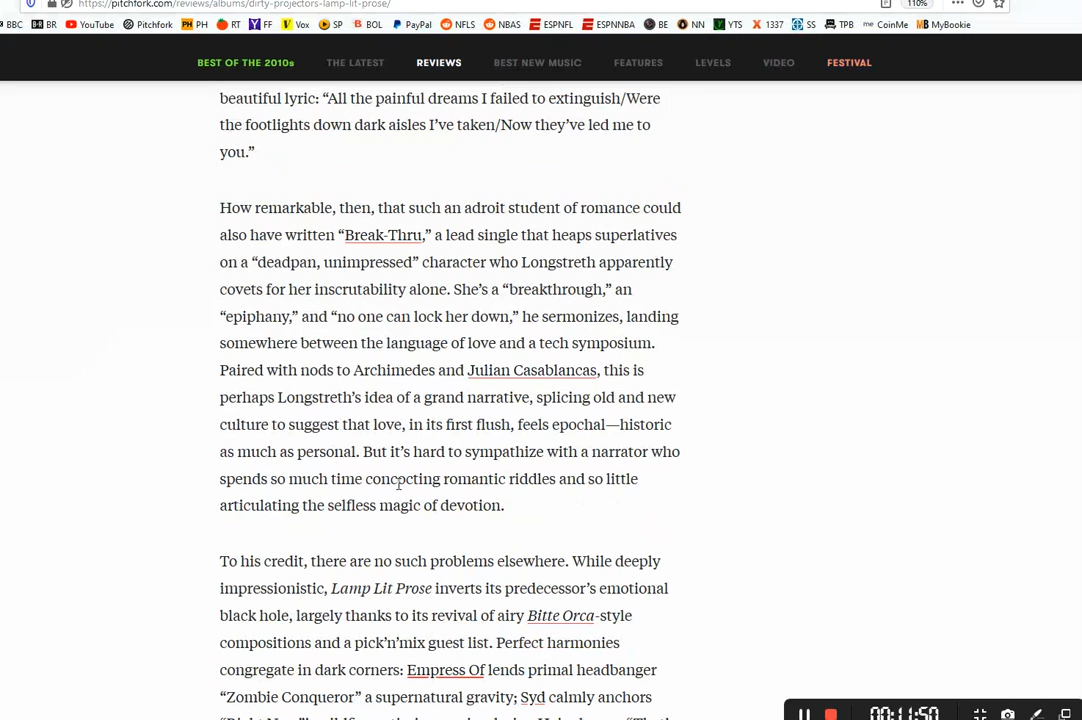 https://pitchfork.com/reviews/albums/dirty-projectors-lamp-lit-prose/ 110%
BBC BR YouTube Pitchfork PH PH RT YJ FF Vox SP BOL PayPal NFLS NBAS ESPNFL ESPNNBA BE NN YTS 1337 SS TPB me CoinMe MB MyBookie
BEST OF THE 2010s THE LATEST REVIEWS BEST NEW MUSIC FEATURES LEVELS VIDEO FESTIVAL
beautiful lyric: “All the painful dreams I failed to extinguish/Were
the footlights down dark aisles I’ve taken/Now they’ve led me to
you.”
How remarkable, then, that such an adroit student of romance could
also have written “Break-Thru,” a lead single that heaps superlatives
on a “deadpan, unimpressed” character who Longstreth apparently
covets for her inscrutability alone. She’s a “breakthrough,” an
“epiphany,” and “no one can lock her down,” he sermonizes, landing
somewhere between the language of love and a tech symposium.
Paired with nods to Archimedes and Julian Casablancas, this is
perhaps Longstreth’s idea of a grand narrative, splicing old and new
culture to suggest that love, in its first flush, feels epochal—historic
as much as personal. But it’s hard to sympathize with a narrator who
spends so much time concocting romantic riddles and so little
articulating the selfless magic of devotion.
To his credit, there are no such problems elsewhere. While deeply
impressionistic, Lamp Lit Prose inverts its predecessor’s emotional
black hole, largely thanks to its revival of airy Bitte Orca-style
compositions and a pick’n’mix guest list. Perfect harmonies
congregate in dark corners: Empress Of lends primal headbanger
“Zombie Conqueror” a supernatural gravity; Syd calmly anchors
00:11:50